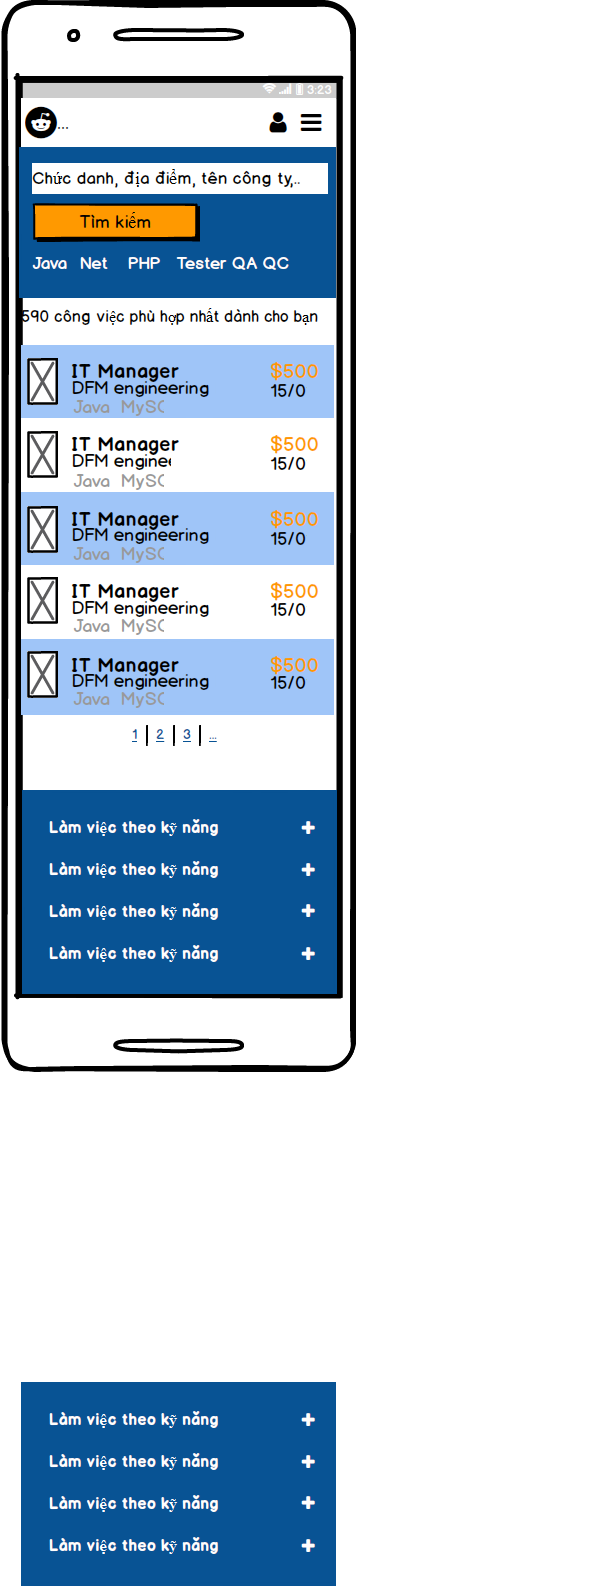 3:23
...
Chức danh, địa điểm, tên công ty,..
Tìm kiếm
Java Net PHP Tester QA QC
590 công việc phù hợp nhất dành cho bạn
IT Manager $500
DFM engineering 15/0
Java MySC
IT Manager $500
DFM enginee 15/0
Java MySC
IT Manager $500
DFM engineering 15/0
Java MySC
IT Manager $500
DFM engineering 15/0
Java MySC
IT Manager $500
DFM engineering 15/0
Java MySC
1 | 2 | 3 | ...
Làm việc theo kỹ năng +
Làm việc theo kỹ năng +
Làm việc theo kỹ năng +
Làm việc theo kỹ năng +
Làm việc theo kỹ năng +
Làm việc theo kỹ năng +
Làm việc theo kỹ năng +
Làm việc theo kỹ năng +